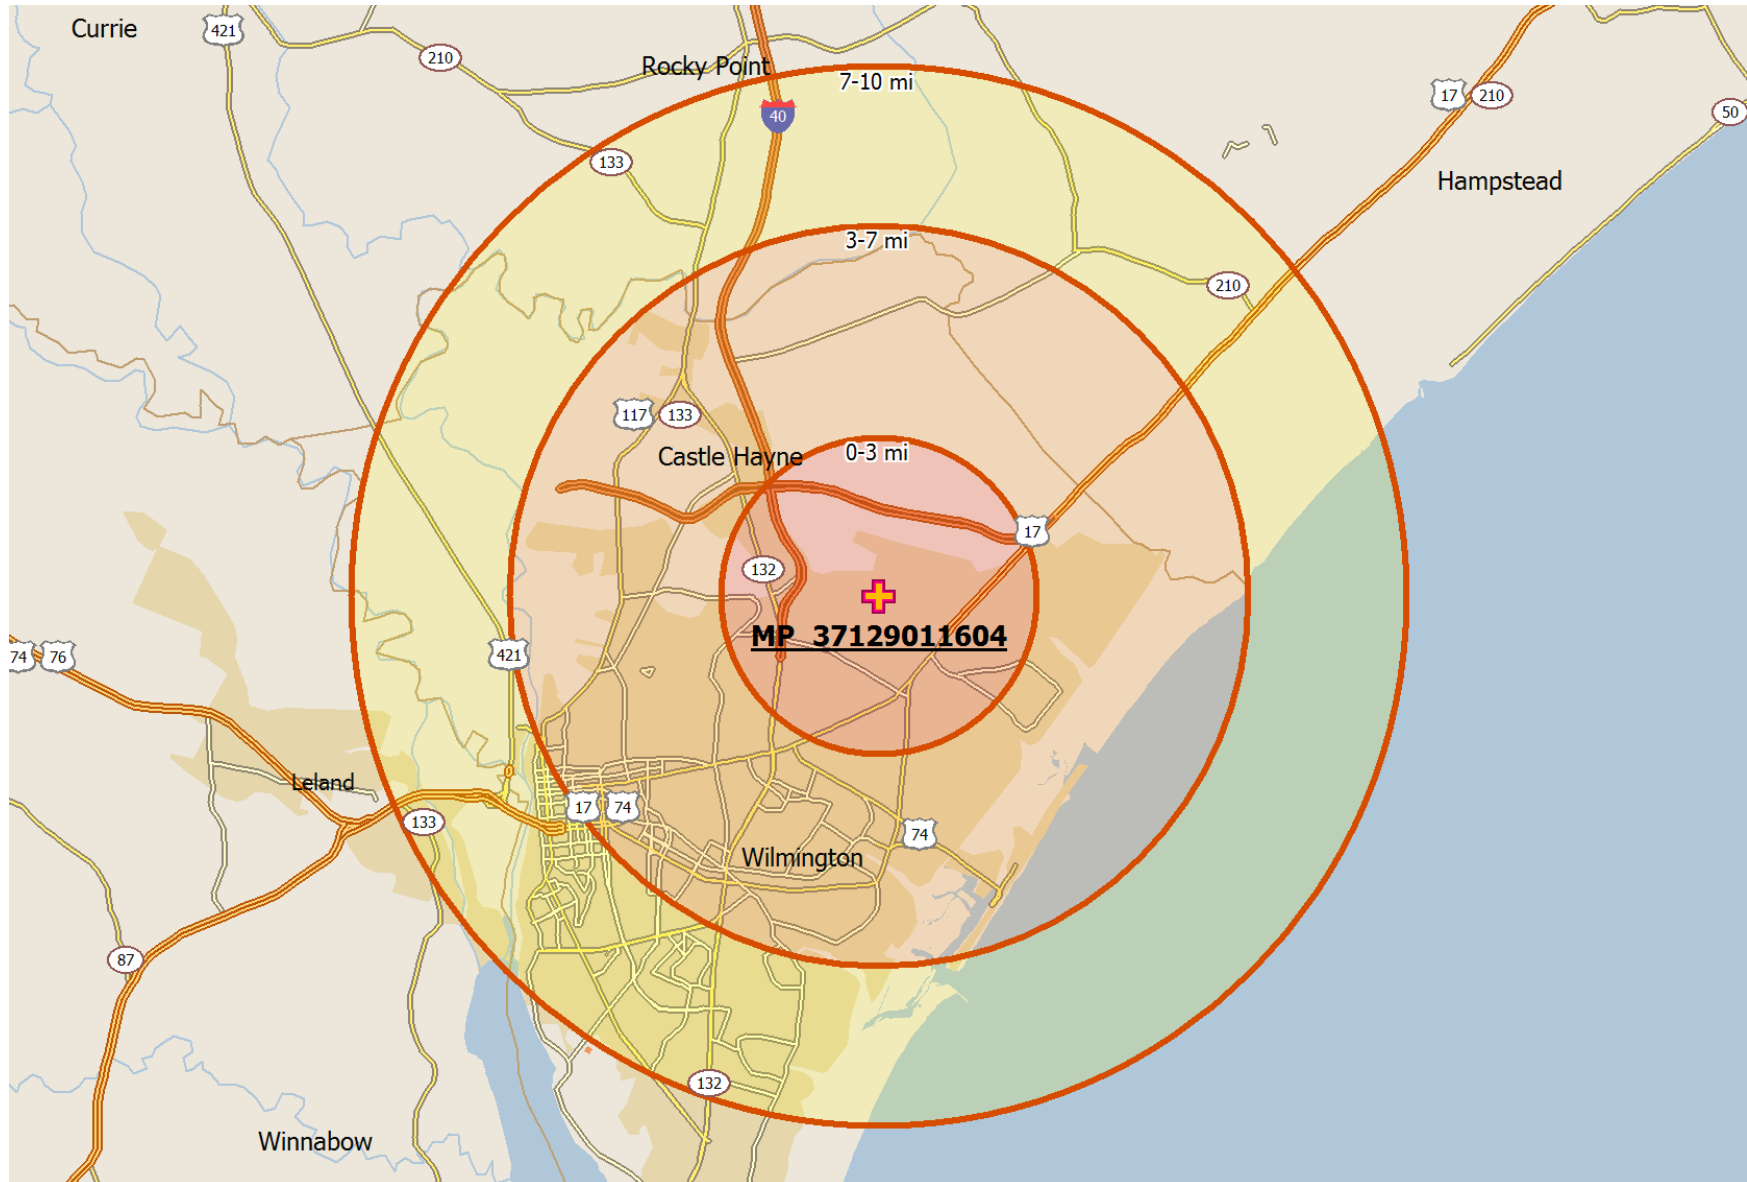 Currie
421
210
Rocky Point
7-10 mi
17
210
50
40
133
Hampstead
3-7 mi
210
117
133
Castle Hayne
0-3 mi
17
132
MP_37129011604
421
74
76
Leland
17
74
133
74
Wilmington
87
132
Winnabow